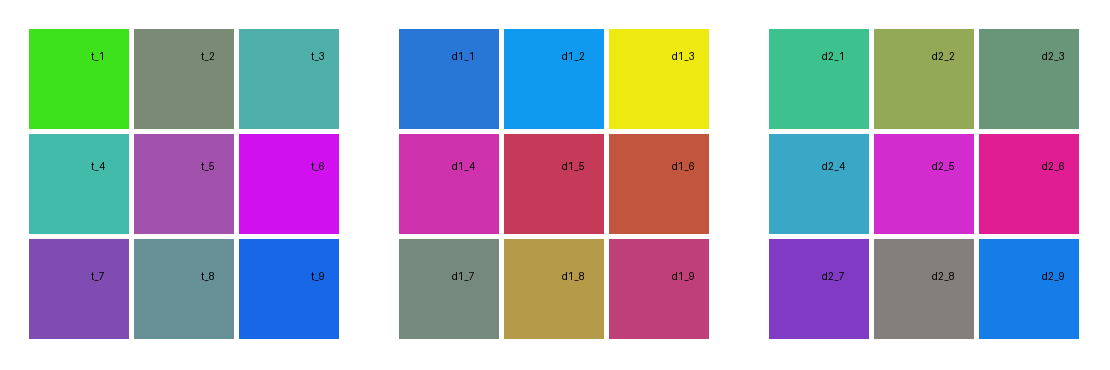 t_1 t_2 t_3 d1_1 d1_2 d1_3 d2_1 d2_2 d2_3
t_4 t_5 t_6 d1_4 d1_5 d1_6 d2_4 d2_5 d2_6
t_7 t_8 t_9 d1_7 d1_8 d1_9 d2_7 d2_8 d2_9